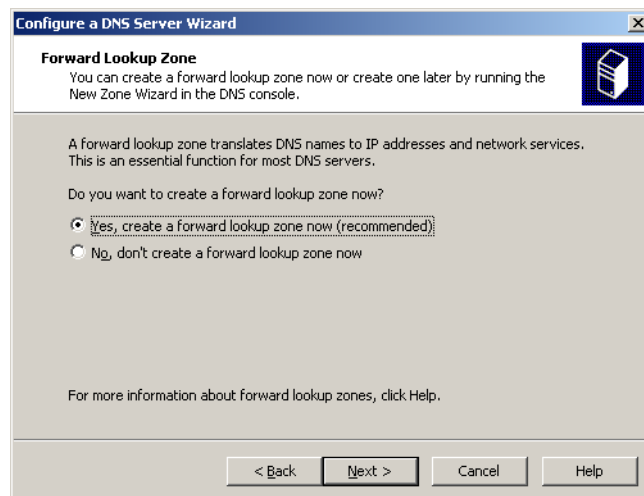 Configure a DNS Server Wizard
Forward Lookup Zone
You can create a forward lookup zone now or create one later by running the
New Zone Wizard in the DNS console.
A forward lookup zone translates DNS names to IP addresses and network services.
This is an essential function for most DNS servers.
Do you want to create a forward lookup zone now?
Yes, create a forward lookup zone now (recommended)
No, don't create a forward lookup zone now
For more information about forward lookup zones, click Help.
< Back Next > Cancel Help